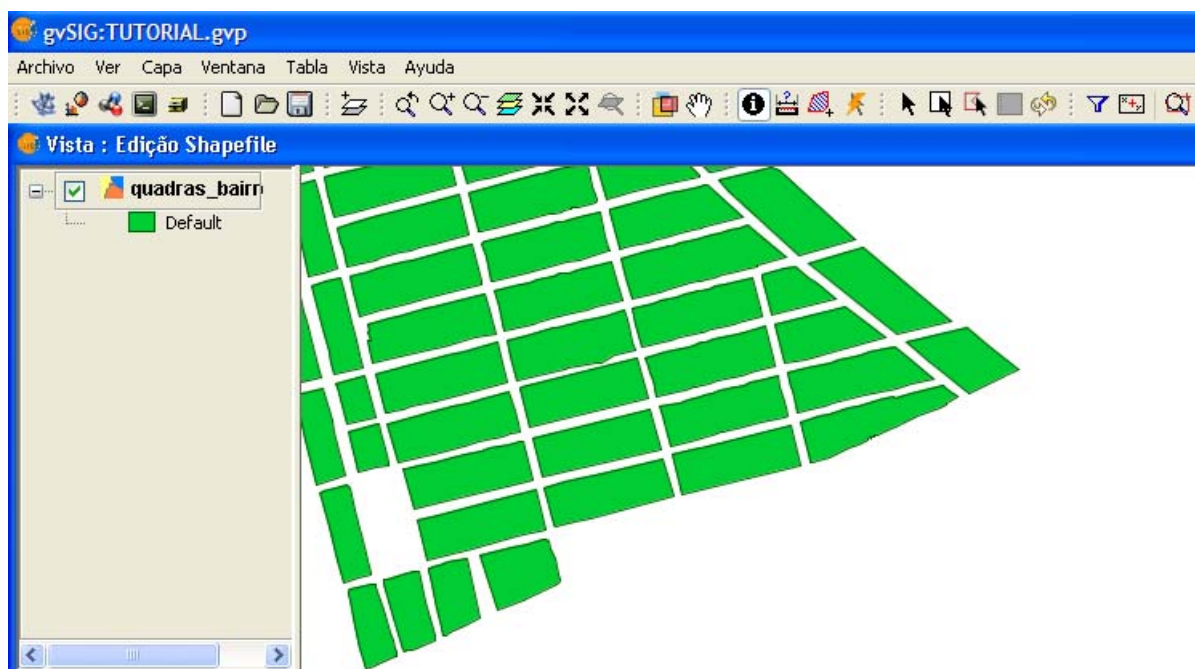 gvSIG:TUTORIAL.gvp
Archivo Ver Capa Ventana Tabla Vista Ayuda
Vista : Edição Shapefile
quadras_bairr
Default